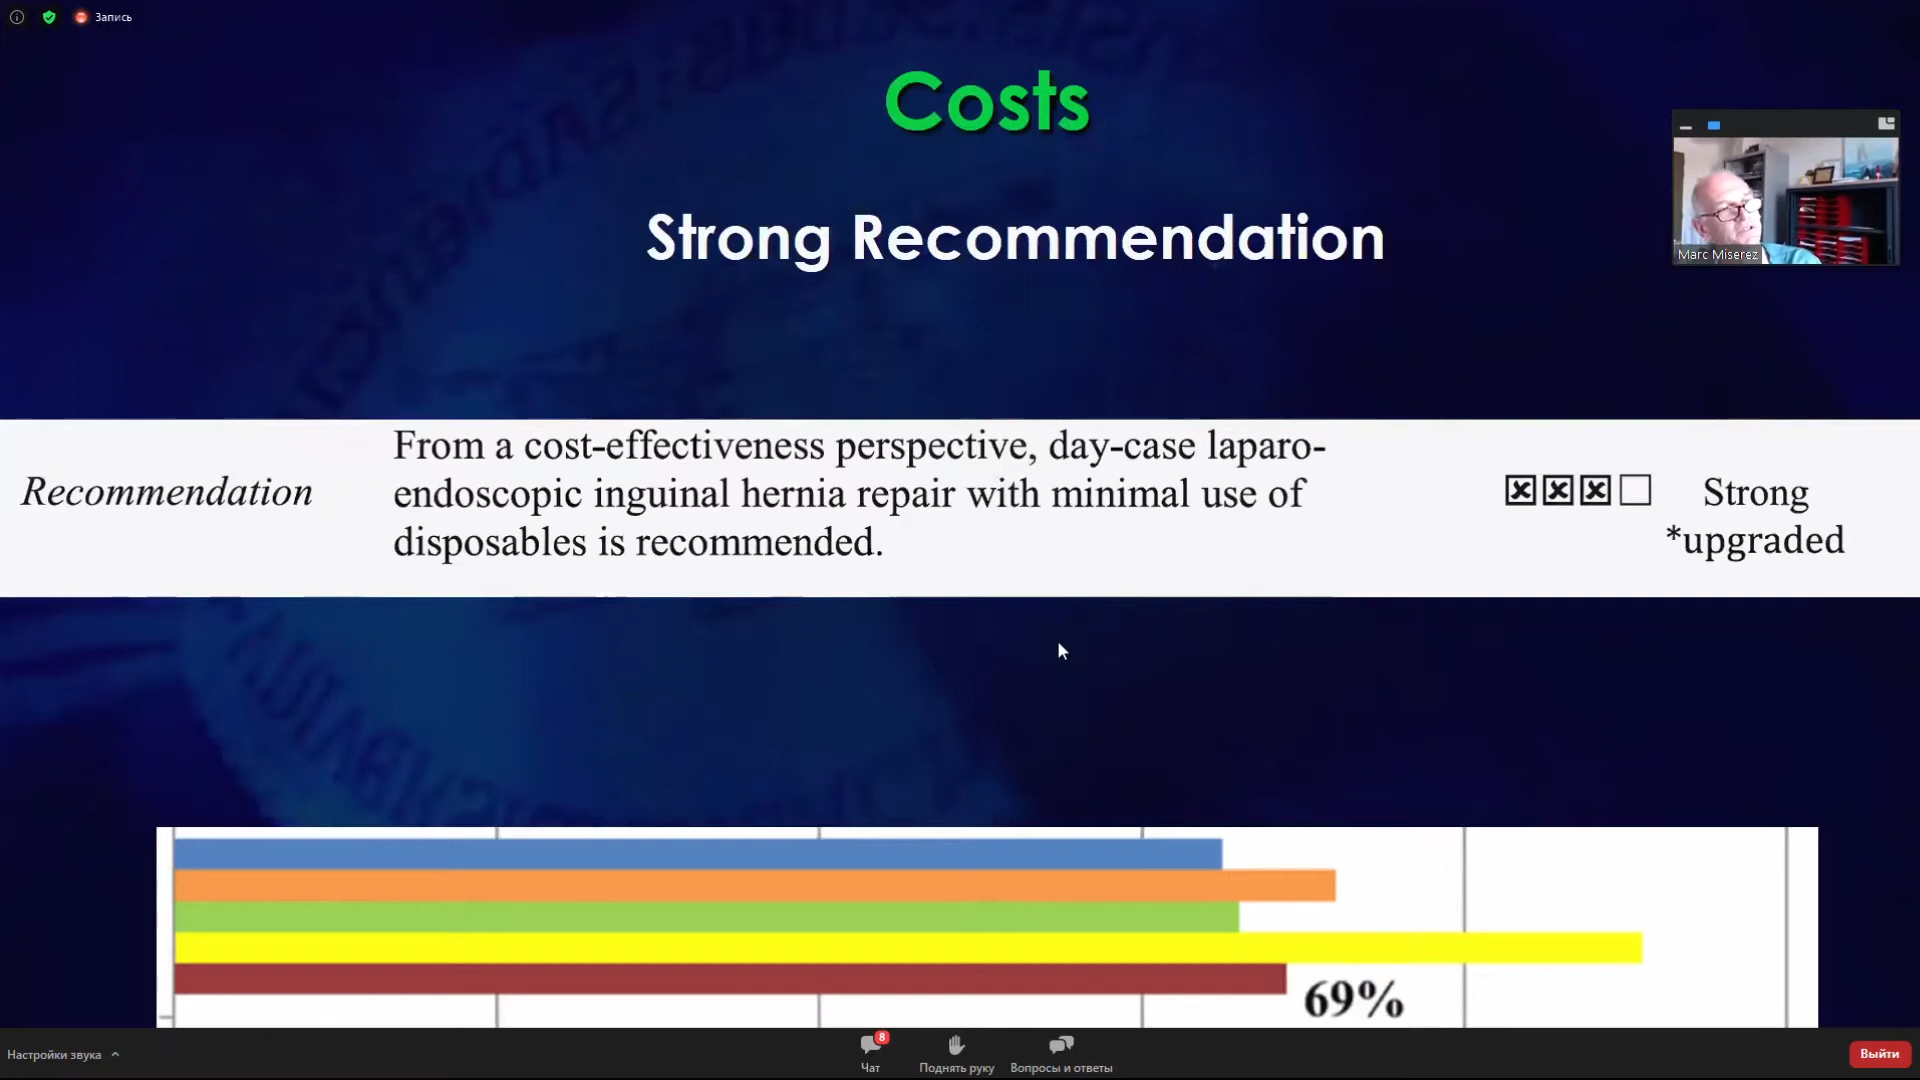 Запись
Costs
Strong Recommendation
Marc Miserez
Recommendation
From a cost-effectiveness perspective, day-case laparo-
endoscopic inguinal hernia repair with minimal use of
disposables is recommended.
Strong
*upgraded
69%
Настройки звука
8
Чат
Поднять руку
Вопросы и ответы
Выйти